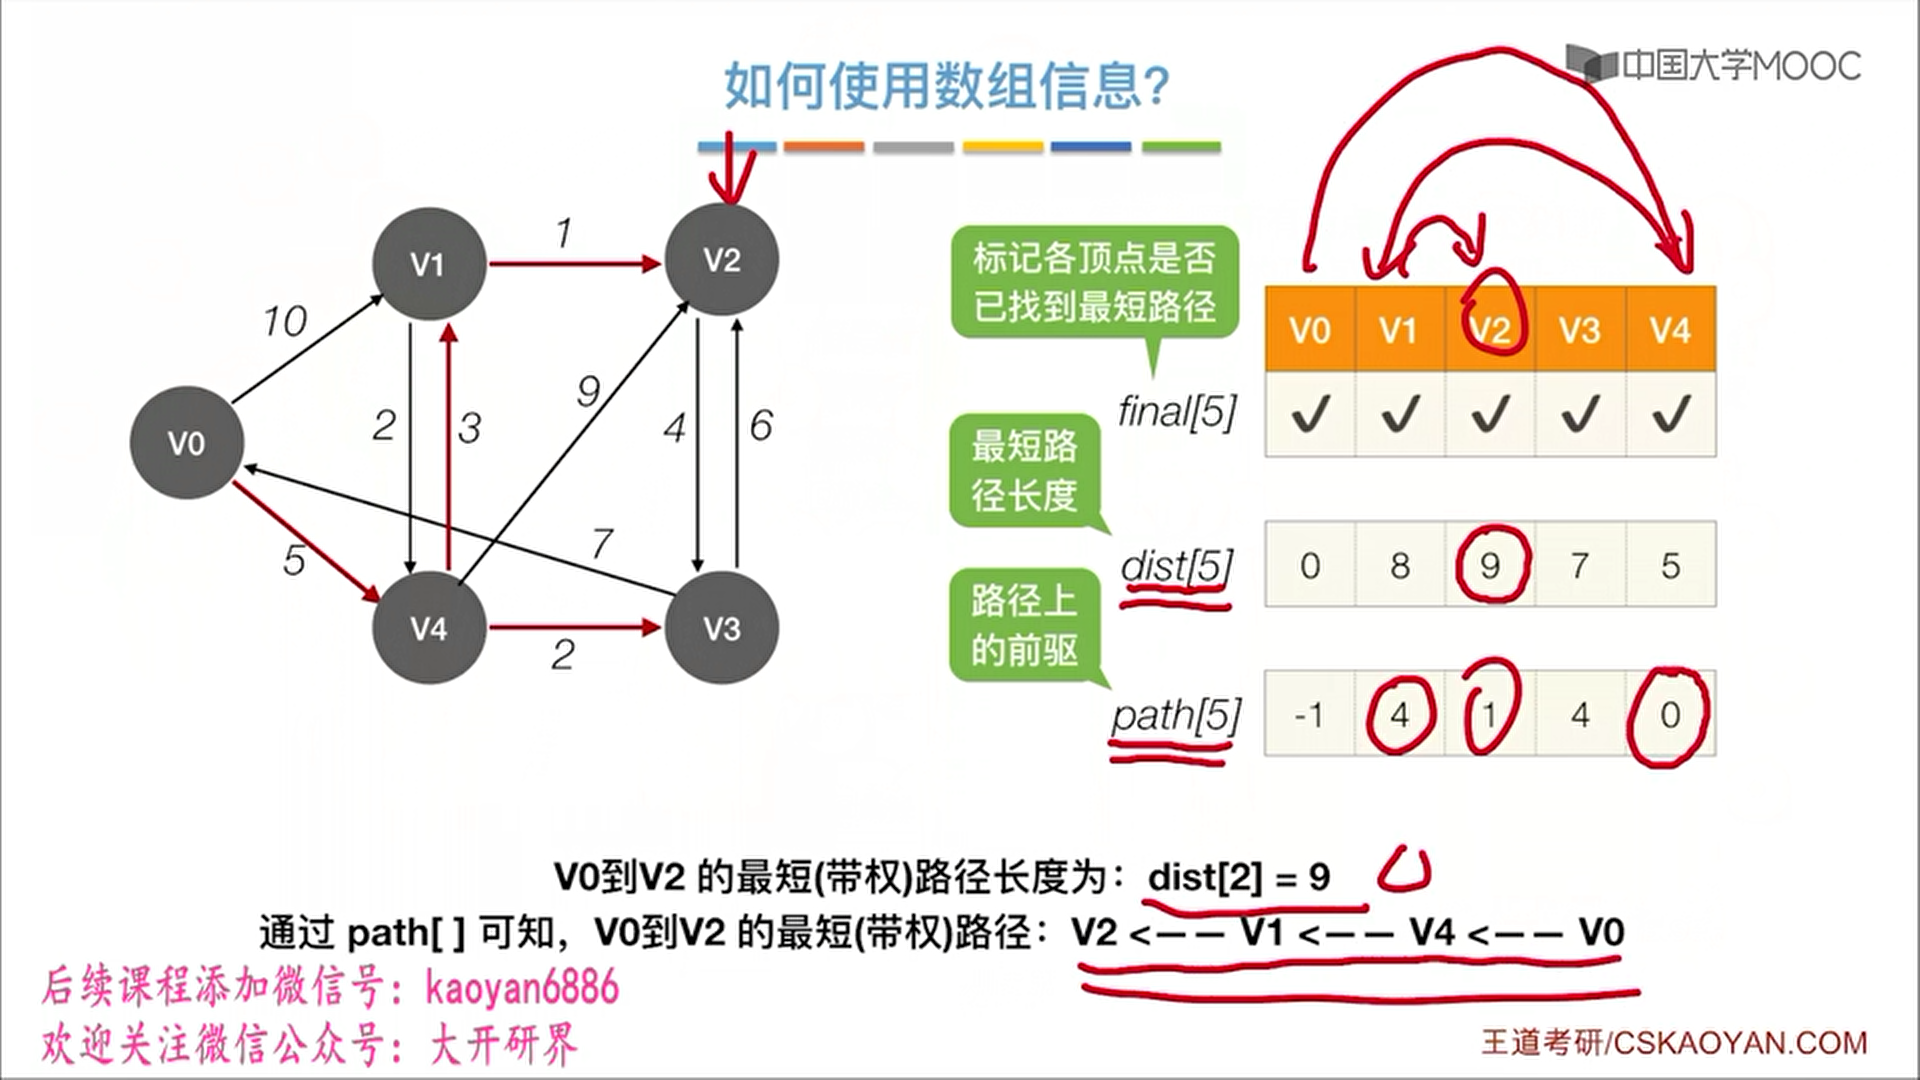 中国大学MOOC
如何使用数组信息?
V1
1
V2
10
2
3
9
4
6
V0
5
7
V4
2
V3
标记各顶点是否
已找到最短路径
V0 V1 V2 V3 V4
final[5] ✓ ✓ ✓ ✓ ✓
最短路
径长度
dist[5] 0 8 9 7 5
路径上
的前驱
path[5] -1 4 1 4 0
V0到V2 的最短(带权)路径长度为：dist[2] = 9
通过 path[ ] 可知，V0到V2 的最短(带权)路径：V2 <—— V1 <—— V4 <—— V0
后续课程添加微信号：kaoyan6886
欢迎关注微信公众号：大开研界
王道考研/CSKAOYAN.COM